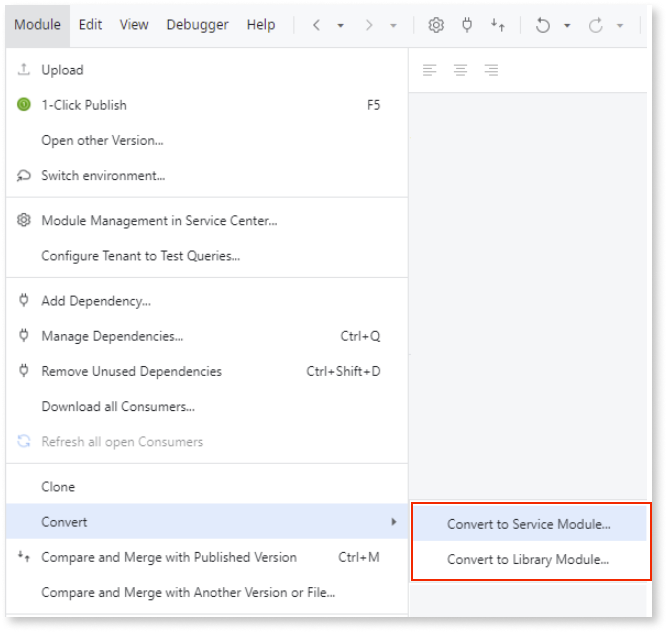 Module Edit View Debugger Help
Upload
1-Click Publish F5
Open other Version...
Switch environment...
Module Management in Service Center...
Configure Tenant to Test Queries...
Add Dependency...
Manage Dependencies... Ctrl+Q
Remove Unused Dependencies Ctrl+Shift+D
Download all Consumers...
Refresh all open Consumers
Clone
Convert
Convert to Service Module...
Convert to Library Module...
Compare and Merge with Published Version Ctrl+M
Compare and Merge with Another Version or File...